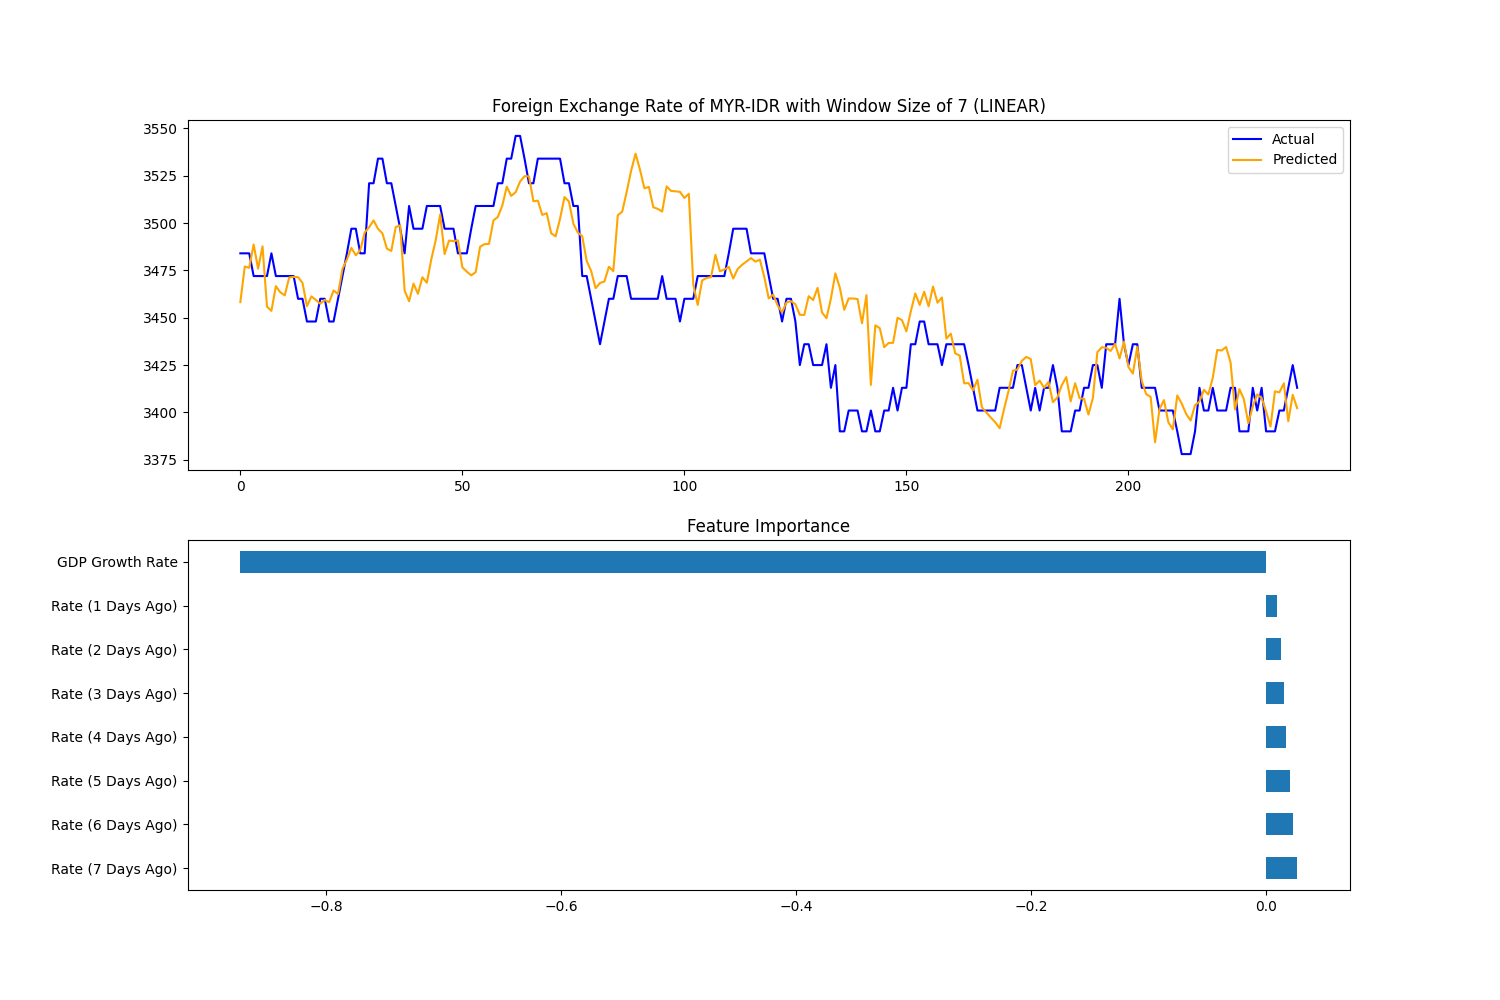 Foreign Exchange Rate of MYR-IDR with Window Size of 7 (LINEAR)
3550
3525
3500
3475
3450
3425
3400
3375
Actual
Predicted
0 50 100 150 200
Feature Importance
GDP Growth Rate
Rate (1 Days Ago)
Rate (2 Days Ago)
Rate (3 Days Ago)
Rate (4 Days Ago)
Rate (5 Days Ago)
Rate (6 Days Ago)
Rate (7 Days Ago)
−0.8 −0.6 −0.4 −0.2 0.0